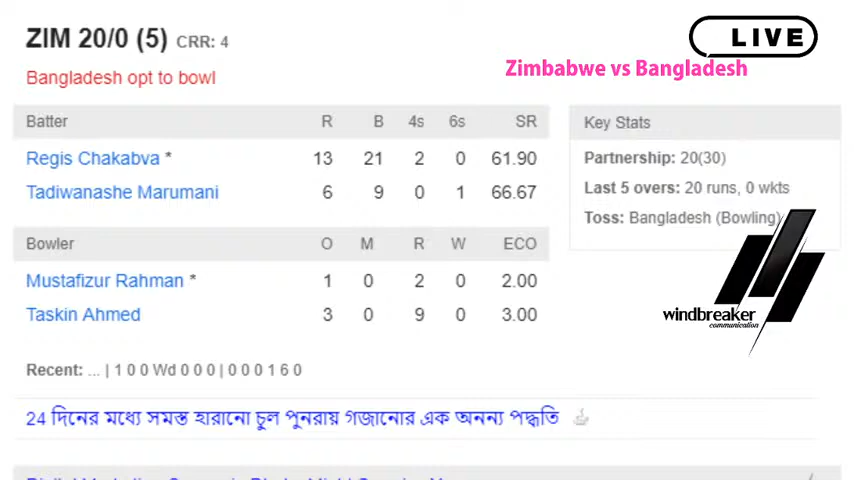 ZIM 20/0 (5) CRR: 4
LIVE
Zimbabwe vs Bangladesh
Bangladesh opt to bowl
Batter R B 4s 6s SR
Regis Chakabva * 13 21 2 0 61.90
Tadiwanashe Marumani 6 9 0 1 66.67
Key Stats
Partnership: 20(30)
Last 5 overs: 20 runs, 0 wkts
Toss: Bangladesh (Bowling)
Bowler O M R W ECO
Mustafizur Rahman * 1 0 2 0 2.00
Taskin Ahmed 3 0 9 0 3.00
windbreaker
communication
Recent: ... | 1 0 0 Wd 0 0 0 | 0 0 0 1 6 0
24 দিনের মধ্যে সমস্ত হারানো চুল পুনরায় গজানোর এক অনন্য পদ্ধতি